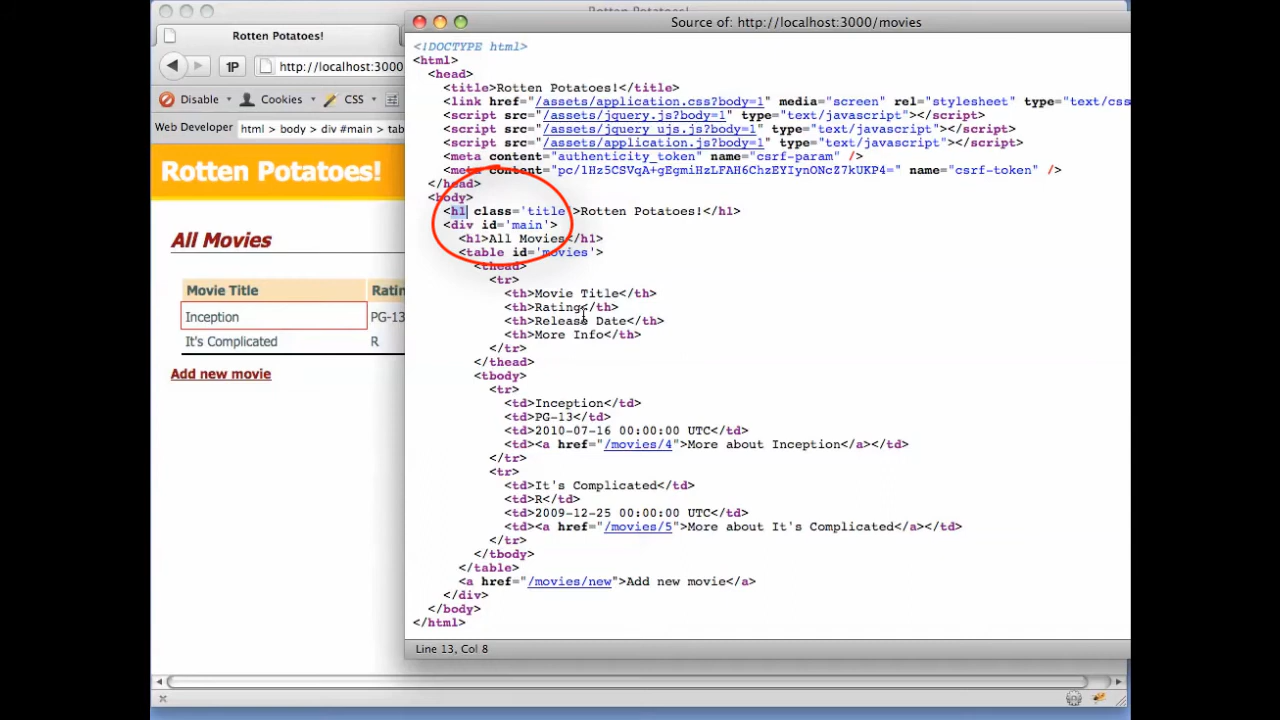 Rotten Potatoes!
Rotten Potatoes!
1P
http://localhost:3000
Disable
Cookies
CSS
Web Developer
html > body > div #main > tab
Rotten Potatoes!
All Movies
Movie Title
Ratin
Inception
PG-13
It's Complicated
R
Add new movie
Source of: http://localhost:3000/movies
<!DOCTYPE html>
<html>
<head>
<title>Rotten Potatoes!</title>
<link href="/assets/application.css?body=1" media="screen" rel="stylesheet" type="text/css
<script src="/assets/jquery.js?body=1" type="text/javascript"></script>
<script src="/assets/jquery_ujs.js?body=1" type="text/javascript"></script>
<script src="/assets/application.js?body=1" type="text/javascript"></script>
<meta content="authenticity_token" name="csrf-param" />
<meta content="pc/1Hz5CSVqA+gEgmiHzLFAH6ChzEYIynONcZ7kUKP4=" name="csrf-token" />
</head>
<body>
<h1 class='title'>Rotten Potatoes!</h1>
<div id='main'>
<h1>All Movies</h1>
<table id='movies'>
<thead>
<tr>
<th>Movie Title</th>
<th>Rating</th>
<th>Release Date</th>
<th>More Info</th>
</tr>
</thead>
<tbody>
<tr>
<td>Inception</td>
<td>PG-13</td>
<td>2010-07-16 00:00:00 UTC</td>
<td><a href="/movies/4">More about Inception</a></td>
</tr>
<tr>
<td>It's Complicated</td>
<td>R</td>
<td>2009-12-25 00:00:00 UTC</td>
<td><a href="/movies/5">More about It's Complicated</a></td>
</tr>
</tbody>
</table>
<a href="/movies/new">Add new movie</a>
</div>
</body>
</html>
Line 13, Col 8